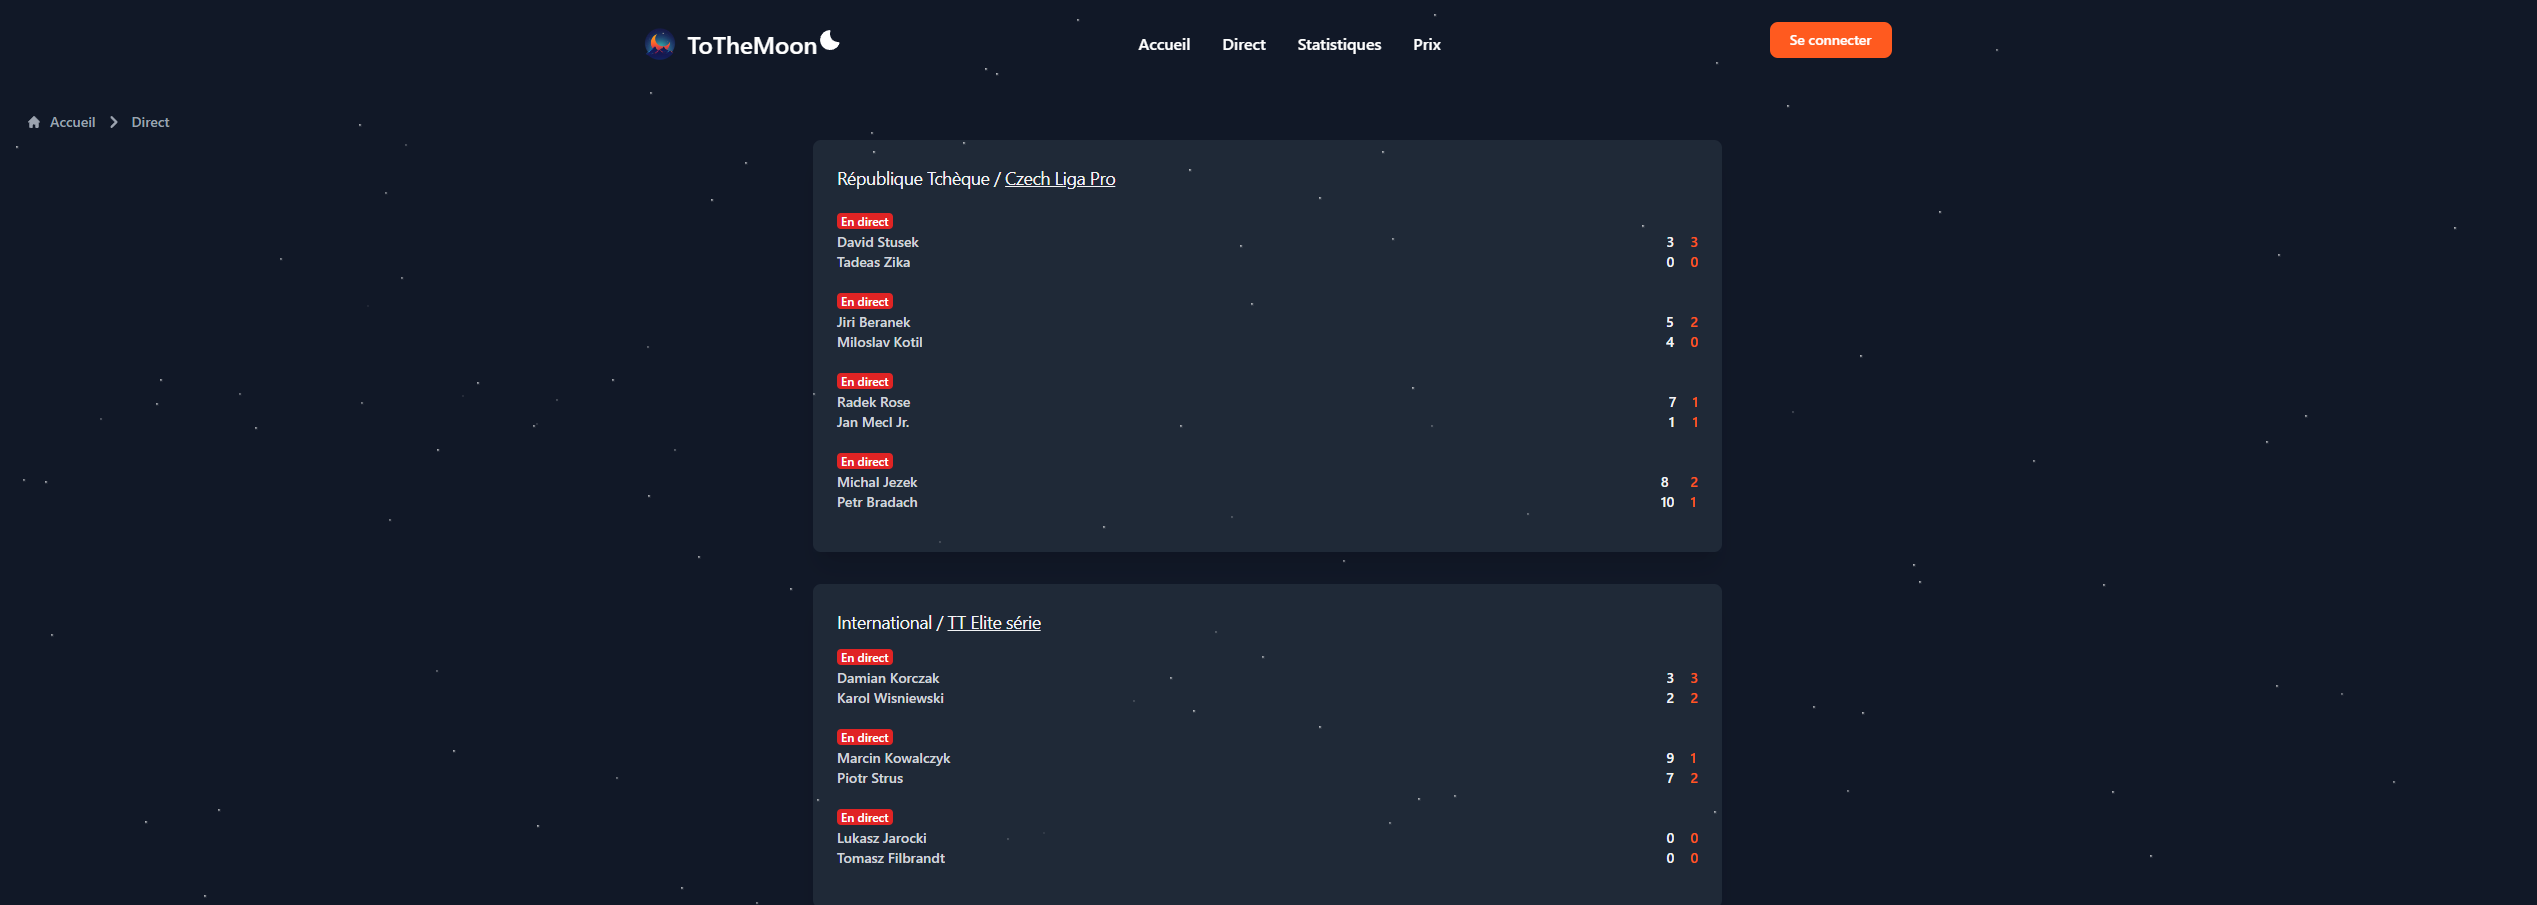 ToTheMoon Accueil Direct Statistiques Prix Se connecter
Accueil Direct
République Tchèque / Czech Liga Pro
En direct
David Stusek 3 3
Tadeas Zika 0 0
En direct
Jiri Beranek 5 2
Miloslav Kotil 4 0
En direct
Radek Rose 7 1
Jan Mecl Jr. 1 1
En direct
Michal Jezek 8 2
Petr Bradach 10 1
International / TT Elite série
En direct
Damian Korczak 3 3
Karol Wisniewski 2 2
En direct
Marcin Kowalczyk 9 1
Piotr Strus 7 2
En direct
Lukasz Jarocki 0 0
Tomasz Filbrandt 0 0